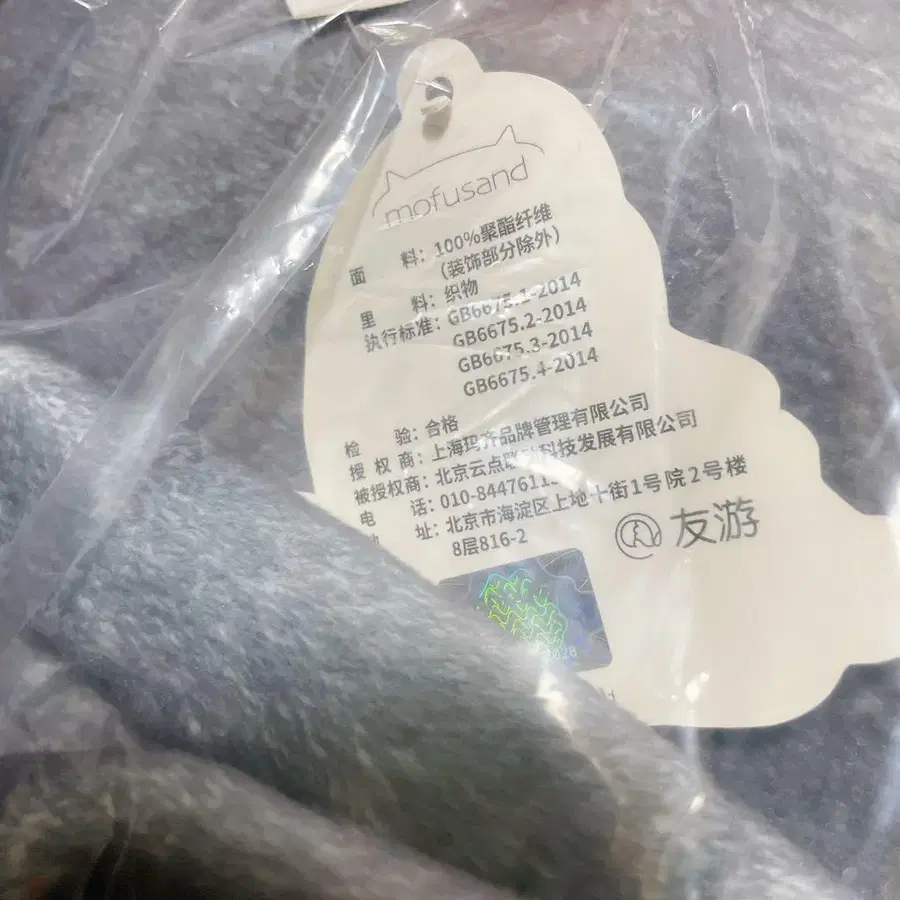 mofusand
面 料：100%聚酯纤维
（装饰部分除外）
里 料：织物
执行标准：GB6675.1-2014
GB6675.2-2014
GB6675.3-2014
GB6675.4-2014
检 验：合格
授 权 商：上海玛齐品牌管理有限公司
被授权商：北京云点联动科技发展有限公司
电 话：010-8447611
址：北京市海淀区上地十街1号院2号楼
8层816-2
友游